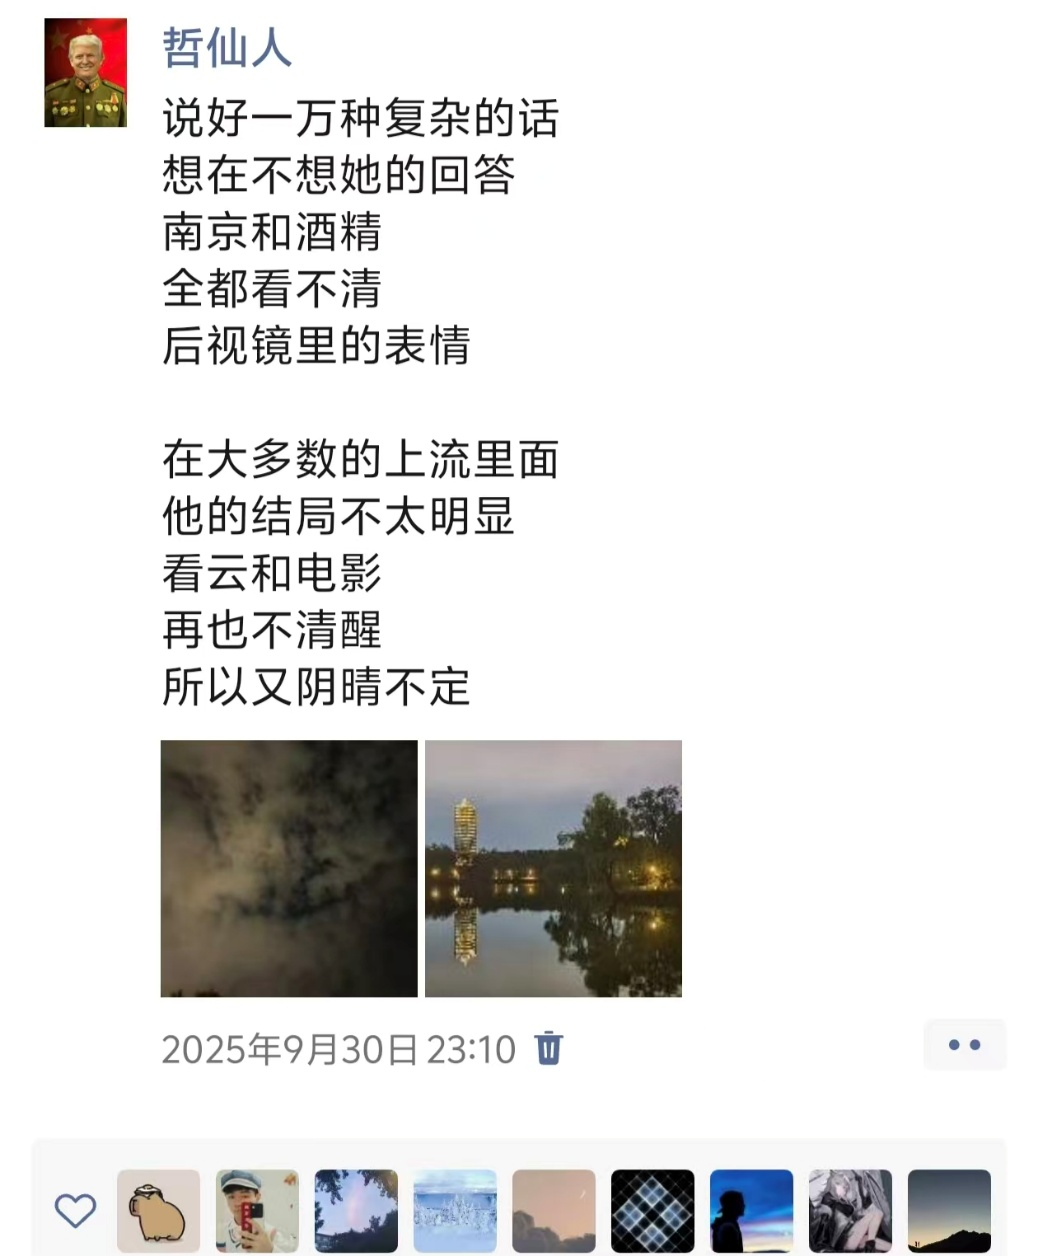 哲仙人
说好一万种复杂的话
想在不想她的回答
南京和酒精
全都看不清
后视镜里的表情
在大多数的上流里面
他的结局不太明显
看云和电影
再也不清醒
所以又阴晴不定
2025年9月30日 23:10